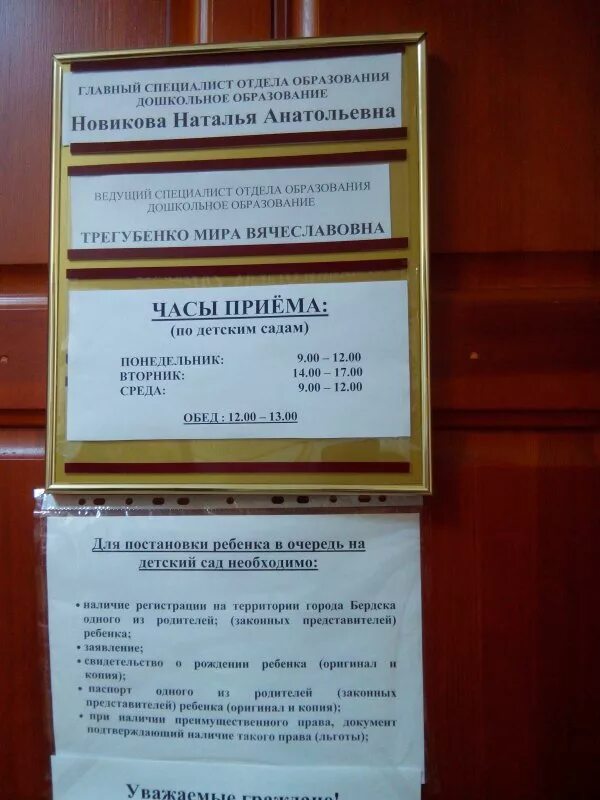 ГЛАВНЫЙ СПЕЦИАЛИСТ ОТДЕЛА ОБРАЗОВАНИЯ
ДОШКОЛЬНОЕ ОБРАЗОВАНИЕ
Новикова Наталья Анатольевна
ВЕДУЩИЙ СПЕЦИАЛИСТ ОТДЕЛА ОБРАЗОВАНИЯ
ДОШКОЛЬНОЕ ОБРАЗОВАНИЕ
ТРЕГУБЕНКО МИРА ВЯЧЕСЛАВОВНА
ЧАСЫ ПРИЁМА:
(по детским садам)
ПОНЕДЕЛЬНИК: 9.00 – 12.00
ВТОРНИК: 14.00 – 17.00
СРЕДА: 9.00 – 12.00
ОБЕД : 12.00 – 13.00
Для постановки ребенка в очередь на
детский сад необходимо:
• наличие регистрации на территории города Бердска
одного из родителей; (законных представителей)
ребенка;
• заявление;
• свидетельство о рождении ребенка (оригинал и
копия);
• паспорт одного из родителей (законных
представителей) ребенка (оригинал и копия);
• при наличии преимущественного права, документ
подтверждающий наличие такого права (льготы);
Уважаемые граждане!